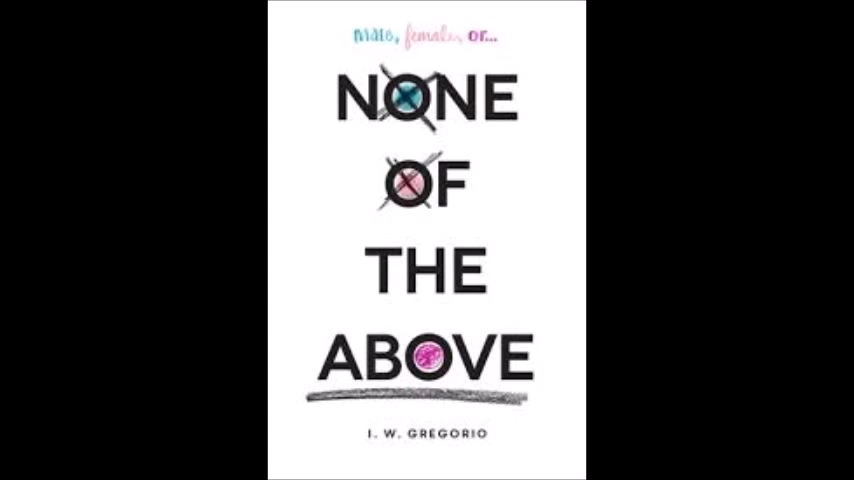 male, female, or...
NONE
OF
THE
ABOVE
I. W. GREGORIO